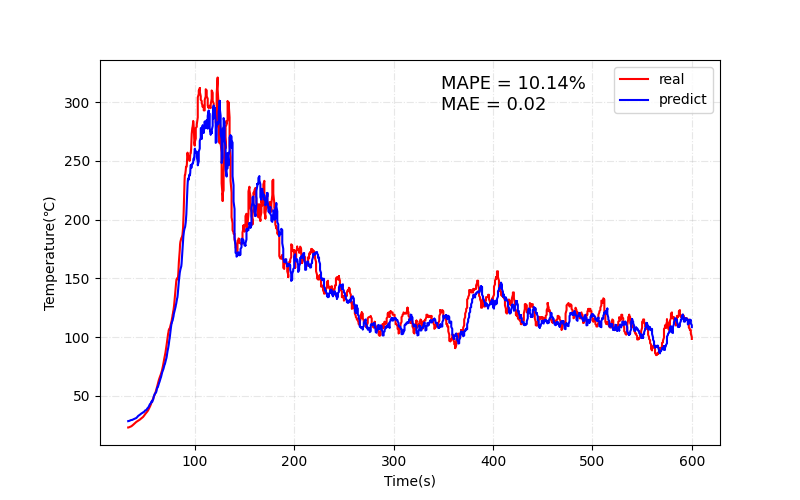 MAPE = 10.14%
MAE = 0.02
real
predict
300
250
200
150
100
50
Temperature(℃)
100 200 300 400 500 600
Time(s)